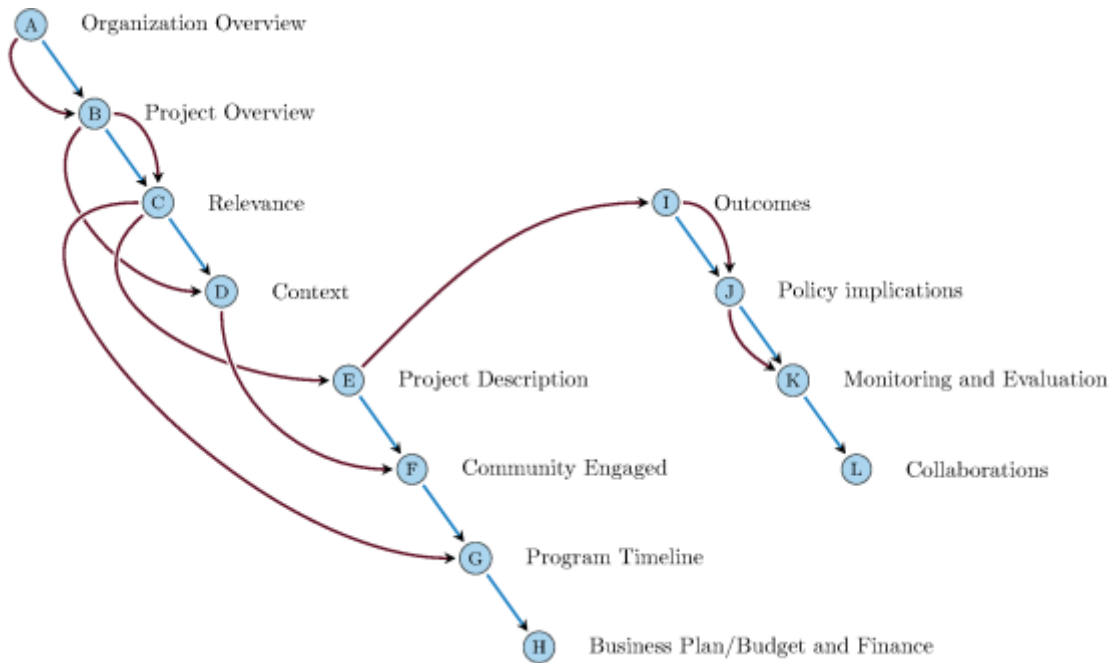 A Organization Overview
B Project Overview
C Relevance
I Outcomes
D Context
J Policy implications
E Project Description
K Monitoring and Evaluation
F Community Engaged
L Collaborations
G Program Timeline
H Business Plan/Budget and Finance